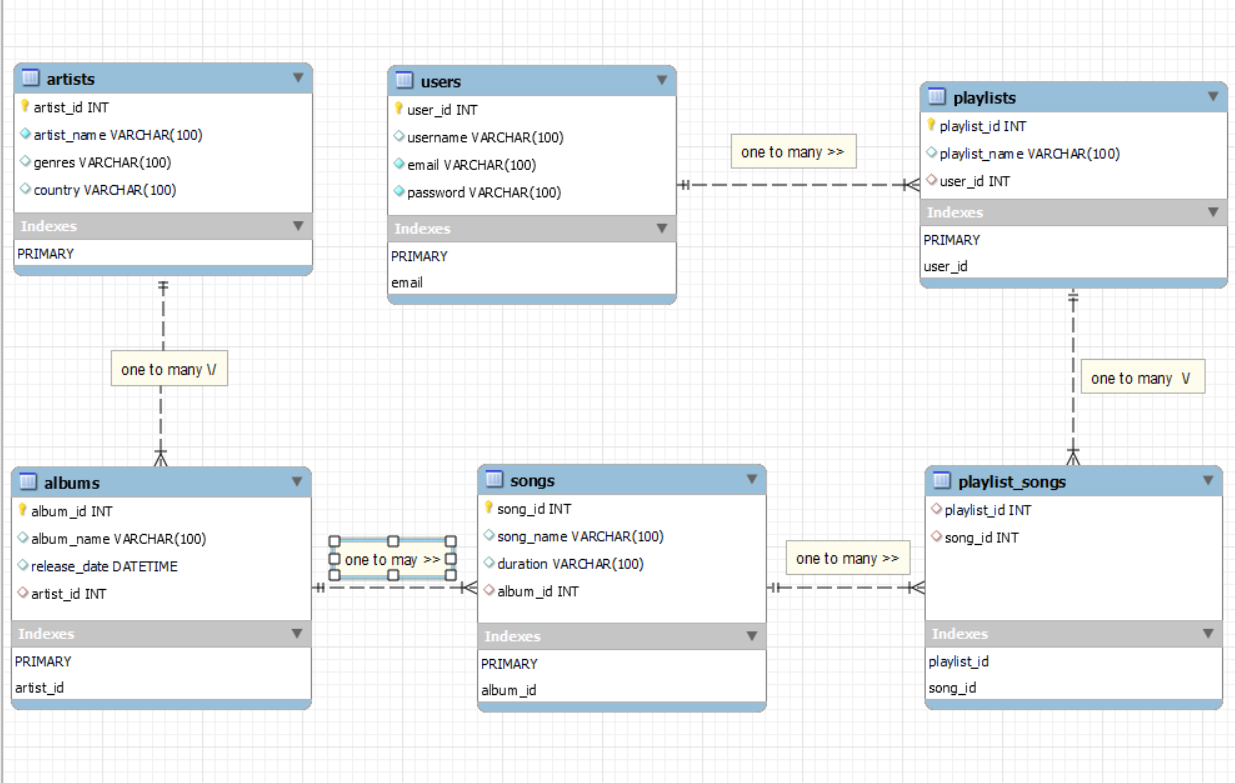 artists
artist_id INT
artist_name VARCHAR(100)
genres VARCHAR(100)
country VARCHAR(100)
Indexes
PRIMARY
users
user_id INT
username VARCHAR(100)
email VARCHAR(100)
password VARCHAR(100)
Indexes
PRIMARY
email
one to many >>
playlists
playlist_id INT
playlist_name VARCHAR(100)
user_id INT
Indexes
PRIMARY
user_id
one to many \/
one to many \/
albums
album_id INT
album_name VARCHAR(100)
release_date DATETIME
artist_id INT
Indexes
PRIMARY
artist_id
one to may >>
songs
song_id INT
song_name VARCHAR(100)
duration VARCHAR(100)
album_id INT
Indexes
PRIMARY
album_id
one to many >>
playlist_songs
playlist_id INT
song_id INT
Indexes
playlist_id
song_id